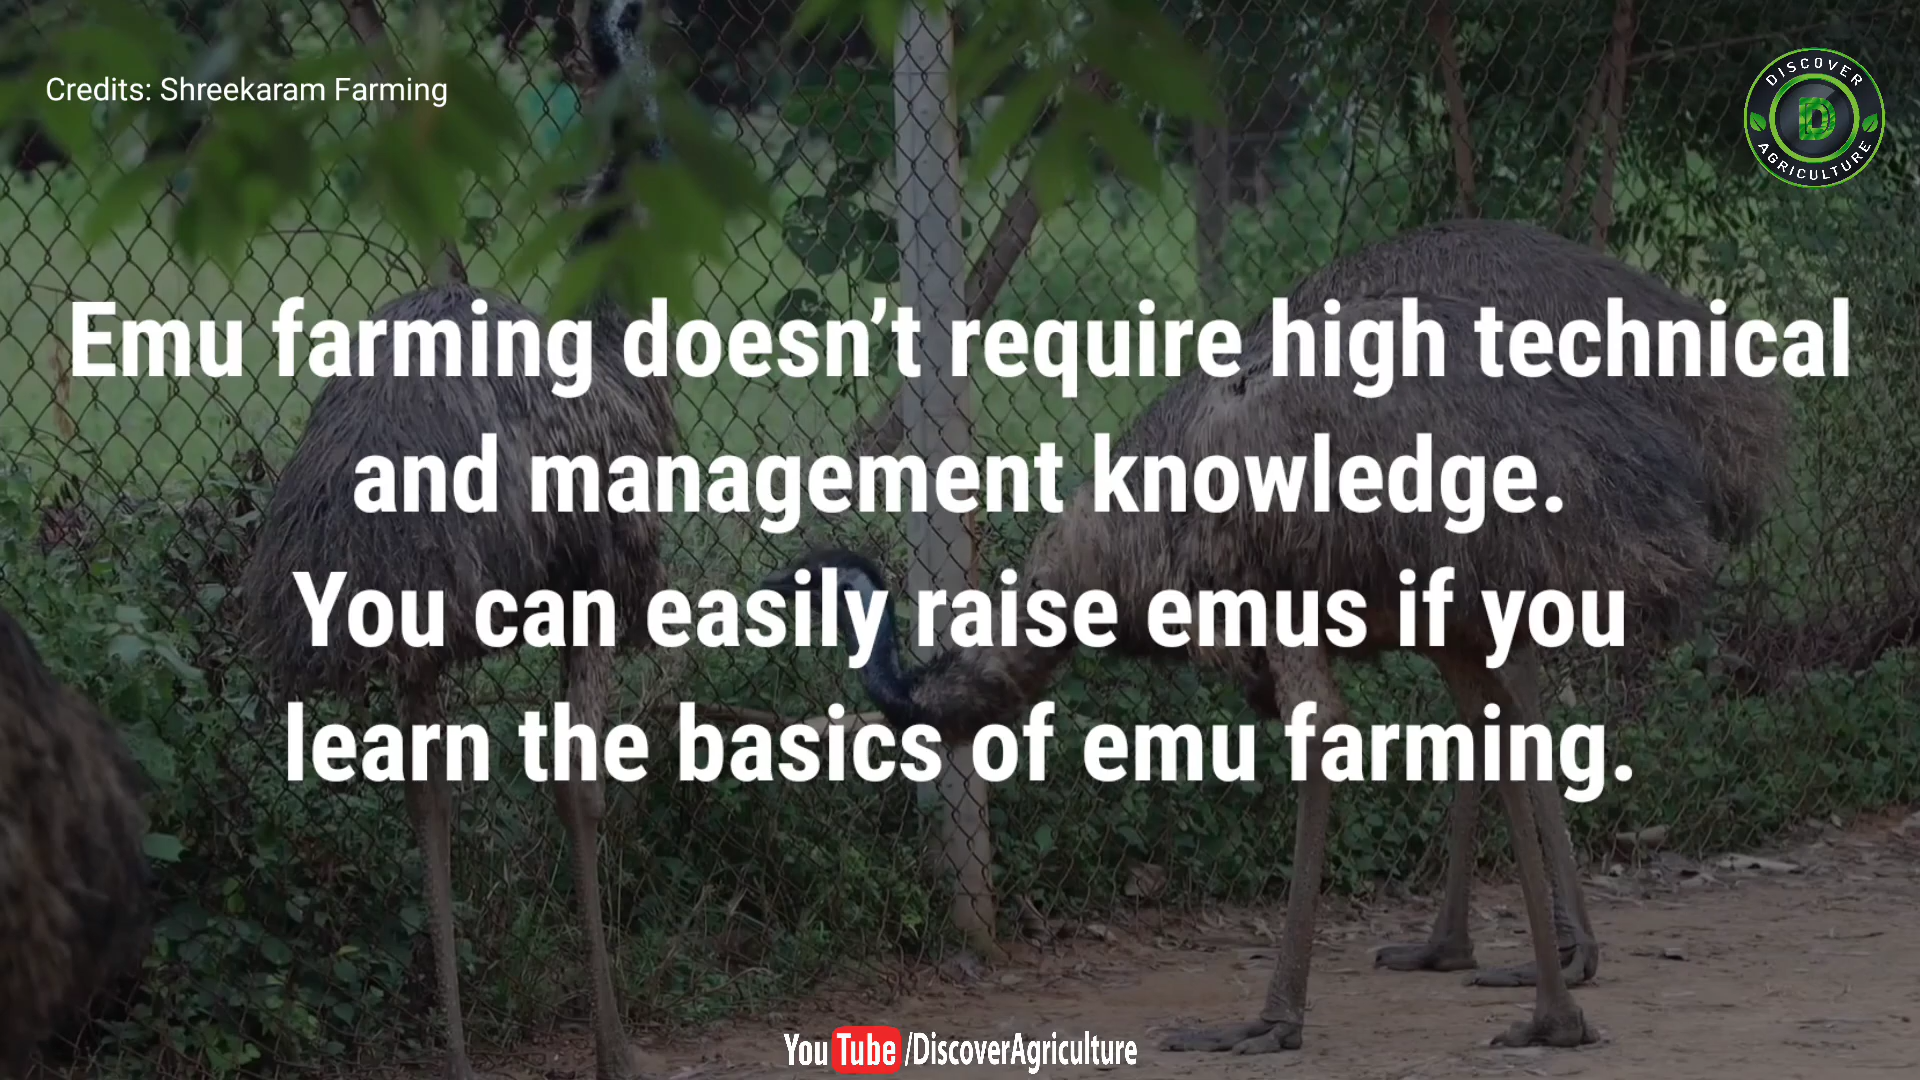 Credits: Shreekaram Farming
DISCOVER
D
AGRICULTURE
Emu farming doesn’t require high technical
and management knowledge.
You can easily raise emus if you
learn the basics of emu farming.
YouTube/DiscoverAgriculture